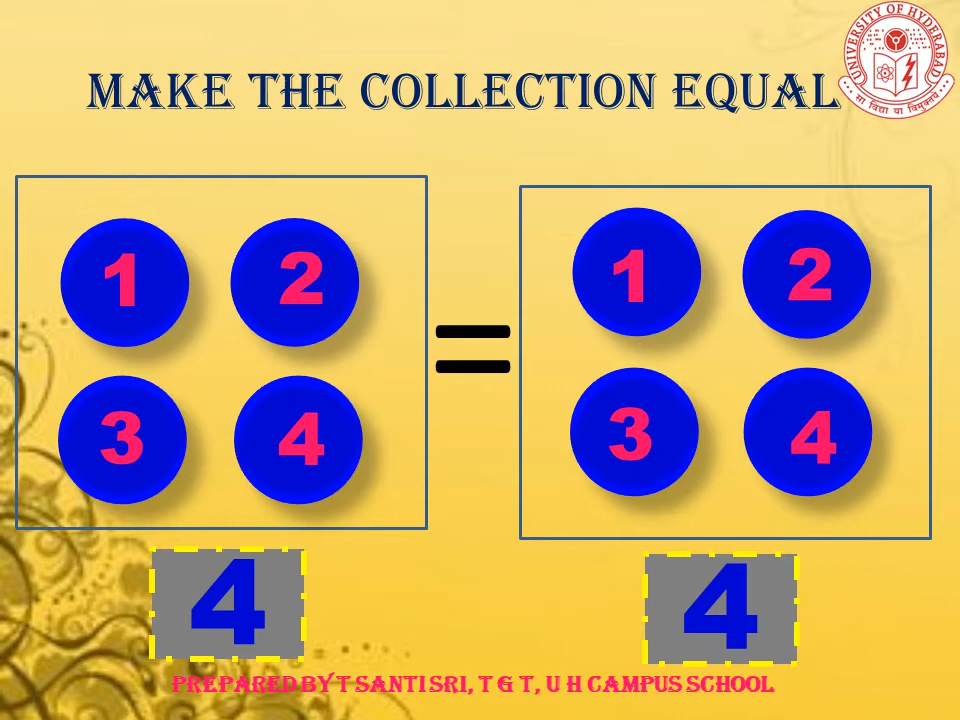 MAKE THE COLLECTION EQUAL
UNIVERSITY OF HYDERABAD
सा विद्या या विमुक्तये
1 2
3 4
=
1 2
3 4
4
4
PREPARED BY T SANTI SRI, T G T, U H CAMPUS SCHOOL